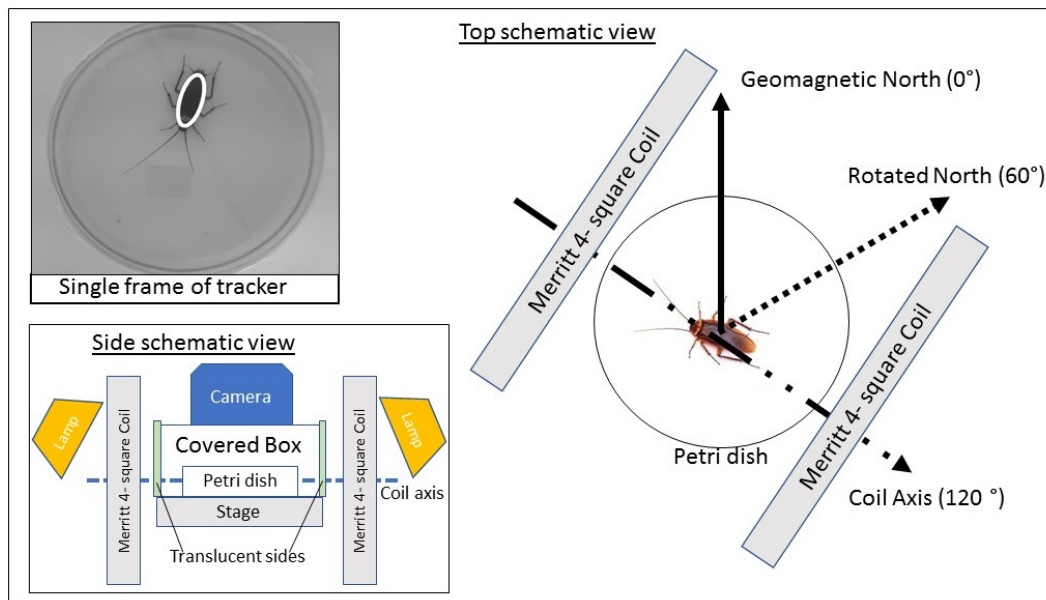 Single frame of tracker
Side schematic view
Camera
Lamp
Lamp
Merritt 4- square Coil
Covered Box
Merritt 4- square Coil
Petri dish
Coil axis
Stage
Translucent sides
Top schematic view
Geomagnetic North (0°)
Merritt 4- square Coil
Rotated North (60°)
Merritt 4- square Coil
Petri dish
Coil Axis (120 °)